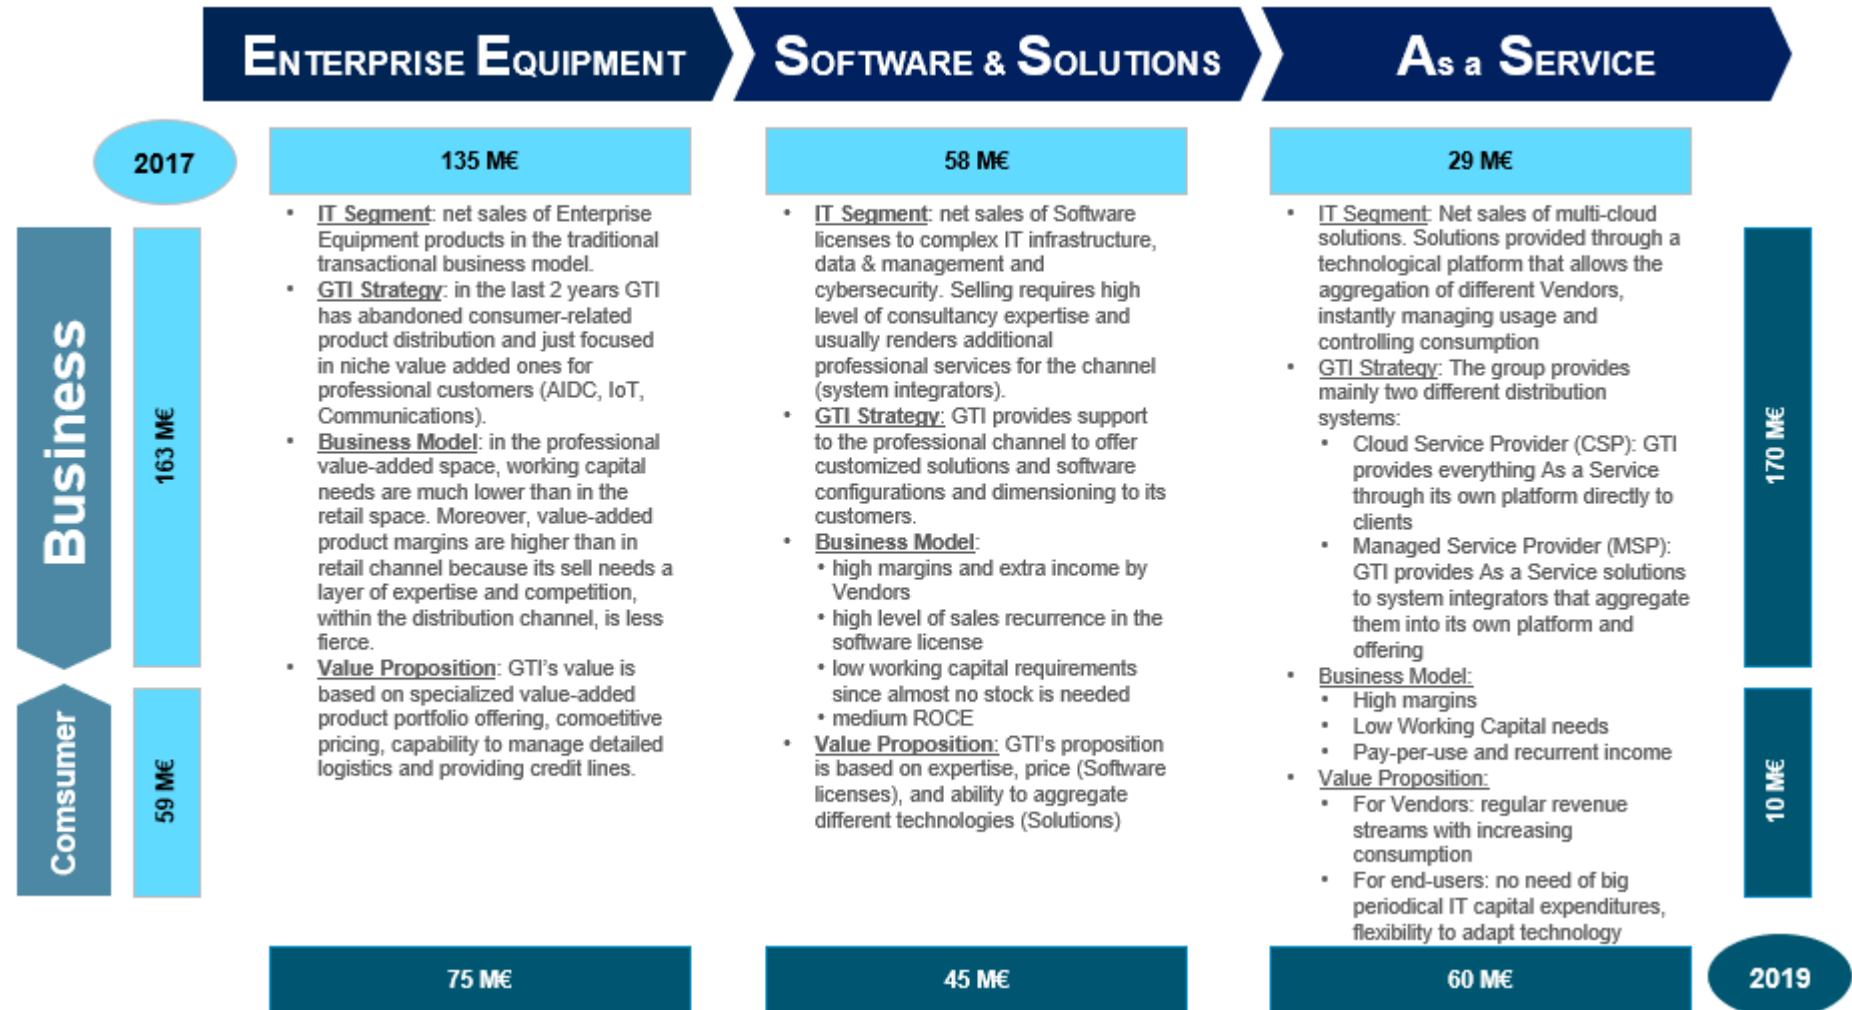 ENTERPRISE EQUIPMENT
SOFTWARE & SOLUTIONS
As a SERVICE
2017
135 M€
58 M€
29 M€
Business
163 M€
Comsumer
59 M€
• IT Segment: net sales of Enterprise
Equipment products in the traditional
transactional business model.
• GTI Strategy: in the last 2 years GTI
has abandoned consumer-related
product distribution and just focused
in niche value added ones for
professional customers (AIDC, IoT,
Communications).
• Business Model: in the professional
value-added space, working capital
needs are much lower than in the
retail space. Moreover, value-added
product margins are higher than in
retail channel because its sell needs a
layer of expertise and competition,
within the distribution channel, is less
fierce.
• Value Proposition: GTI's value is
based on specialized value-added
product portfolio offering, comoetitive
pricing, capability to manage detailed
logistics and providing credit lines.
• IT Segment: net sales of Software
licenses to complex IT infrastructure,
data & management and
cybersecurity. Selling requires high
level of consultancy expertise and
usually renders additional
professional services for the channel
(system integrators).
• GTI Strategy: GTI provides support
to the professional channel to offer
customized solutions and software
configurations and dimensioning to its
customers.
• Business Model:
• high margins and extra income by
Vendors
• high level of sales recurrence in the
software license
• low working capital requirements
since almost no stock is needed
• medium ROCE
• Value Proposition: GTI's proposition
is based on expertise, price (Software
licenses), and ability to aggregate
different technologies (Solutions)
• IT Segment: Net sales of multi-cloud
solutions. Solutions provided through a
technological platform that allows the
aggregation of different Vendors,
instantly managing usage and
controlling consumption
• GTI Strategy: The group provides
mainly two different distribution
systems:
• Cloud Service Provider (CSP): GTI
provides everything As a Service
through its own platform directly to
clients
• Managed Service Provider (MSP):
GTI provides As a Service solutions
to system integrators that aggregate
them into its own platform and
offering
• Business Model:
• High margins
• Low Working Capital needs
• Pay-per-use and recurrent income
• Value Proposition:
• For Vendors: regular revenue
streams with increasing
consumption
• For end-users: no need of big
periodical IT capital expenditures,
flexibility to adapt technology
170 M€
10 M€
75 M€
45 M€
60 M€
2019